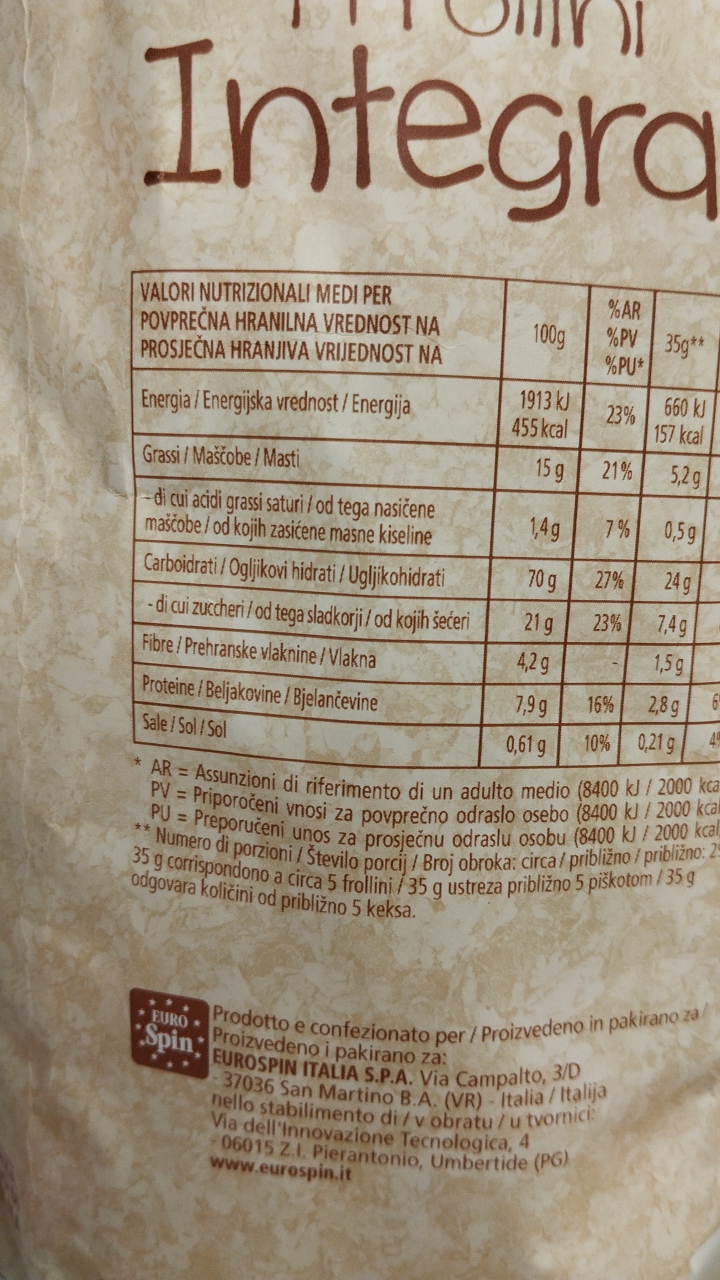 Frollini
Integra
VALORI NUTRIZIONALI MEDI PER
POVPREČNA HRANILNA VREDNOST NA
PROSJEČNA HRANJIVA VRIJEDNOST NA
100g
%AR
%PV
%PU*
35g**
Energia / Energijska vrednost / Energija
1913 kJ
455 kcal
23%
660 kJ
157 kcal
Grassi / Maščobe / Masti
15 g
21%
5,2 g
- di cui acidi grassi saturi / od tega nasičene
maščobe / od kojih zasićene masne kiseline
1,4 g
7 %
0,5 g
Carboidrati / Ogljikovi hidrati / Ugljikohidrati
70 g
27%
24 g
- di cui zuccheri / od tega sladkorji / od kojih šećeri
21 g
23%
7,4 g
Fibre / Prehranske vlaknine / Vlakna
4,2 g
-
1,5 g
Proteine / Beljakovine / Bjelančevine
7,9 g
16%
2,8 g
Sale / Sol / Sol
0,61 g
10%
0,21 g
* AR = Assunzioni di riferimento di un adulto medio (8400 kJ / 2000 kca
PV = Priporočeni vnosi za povprečno odraslo osebo (8400 kJ / 2000 kcal
PU = Preporučeni unos za prosječnu odraslu osobu (8400 kJ / 2000 kcal
** Numero di porzioni / Število porcij / Broj obroka: circa / približno / približno:
35 g corrispondono a circa 5 frollini / 35 g ustreza približno 5 piškotom / 35 g
odgovara količini od približno 5 keksa.
EURO
Spin
Prodotto e confezionato per / Proizvedeno in pakirano za /
Proizvedeno i pakirano za:
EUROSPIN ITALIA S.P.A. Via Campalto, 3/D
- 37036 San Martino B.A. (VR) - Italia / Italija
nello stabilimento di / v obratu / u tvornici:
Via dell'Innovazione Tecnologica, 4
- 06015 Z.I. Pierantonio, Umbertide (PG)
www.eurospin.it